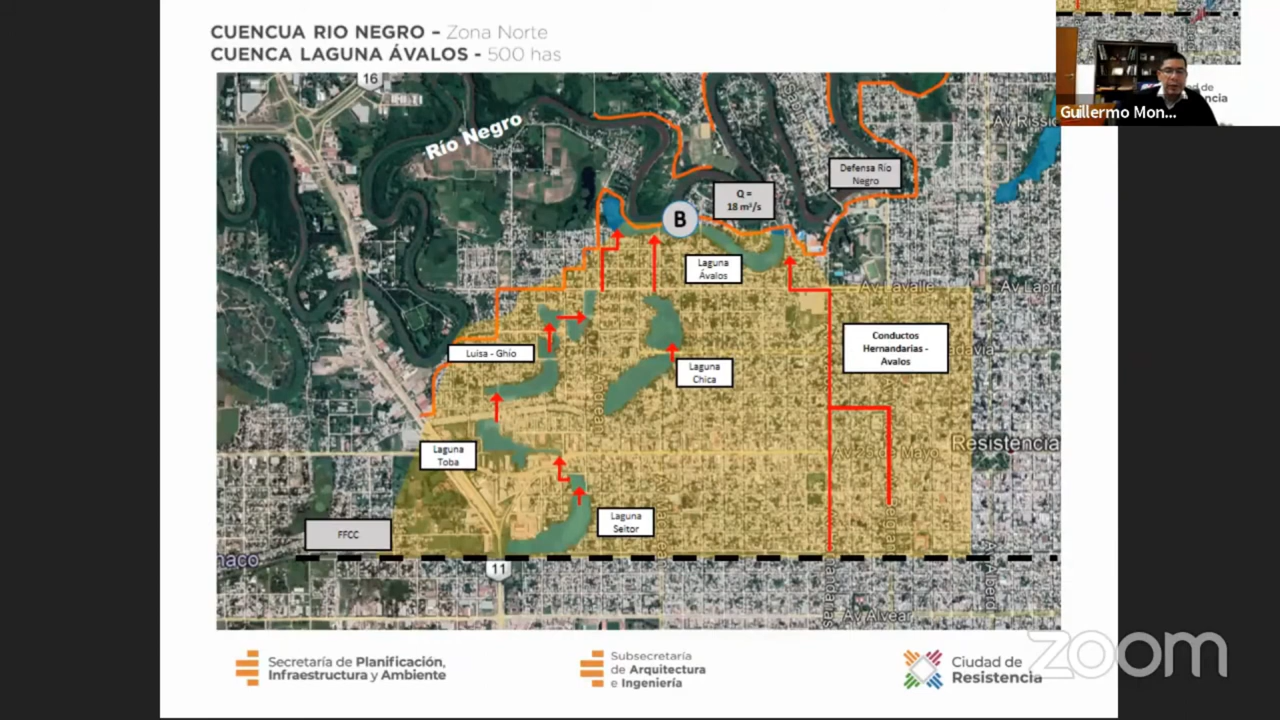 CUENCUA RIO NEGRO – Zona Norte
CUENCA LAGUNA ÁVALOS - 500 has
Guillermo Mon...
16
Río Negro
Av Rissio
Defensa Río
Negro
Q =
18 m³/s
B
Laguna
Ávalos
Av Lavalle
Av Lapri
Conductos
Hernandarias -
Avalos
Luisa - Ghío
Laguna
Chica
Resistencia
Av 25 de Mayo
Laguna
Toba
Laguna
Seitor
FFCC
11
Av Alvear
Secretaría de Planificación,
Infraestructura y Ambiente
Subsecretaría
de Arquitectura
e Ingeniería
Ciudad de
Resistencia
zoom